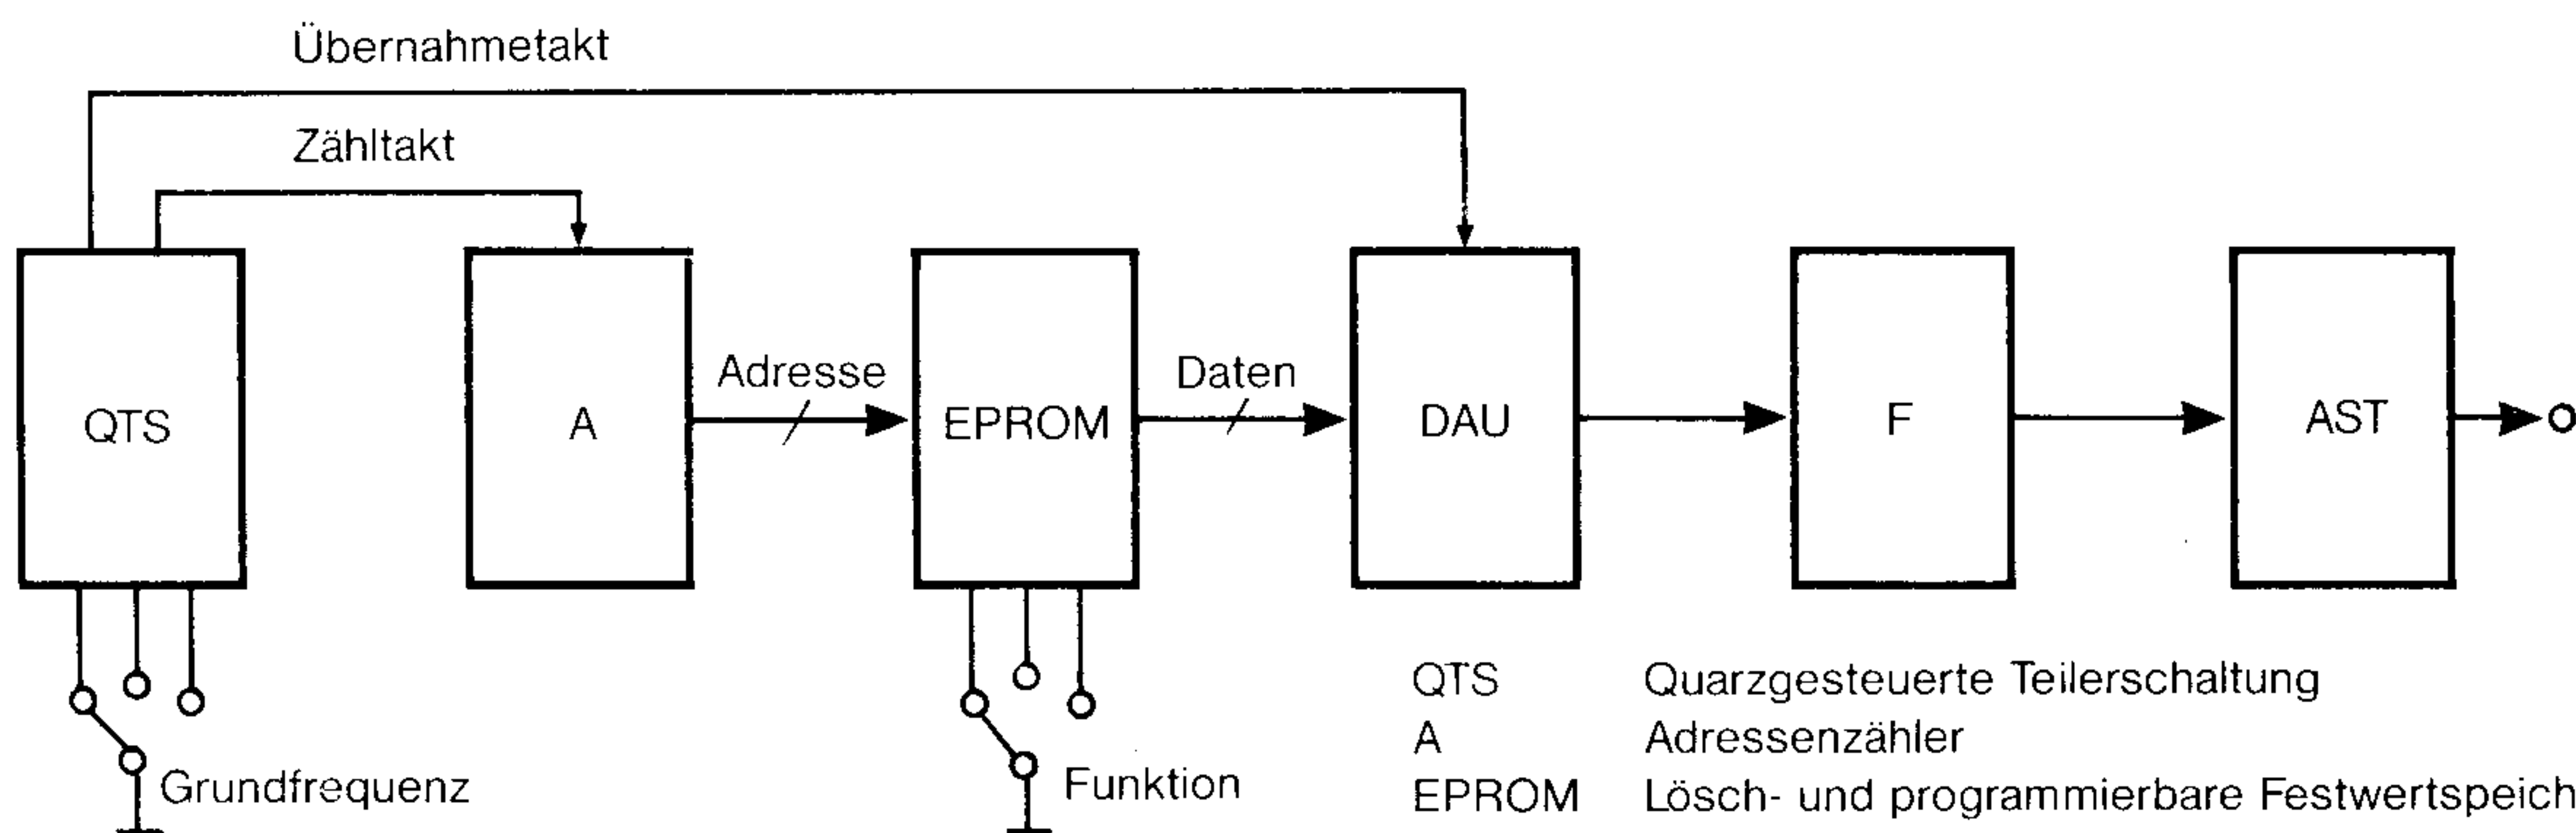 Übernahmetakt
Zähltakt
Adresse
Daten
QTS
A
EPROM
DAU
F
AST
Grundfrequenz
Funktion
QTS Quarzgesteuerte Teilerschaltung
A Adressenzähler
EPROM Lösch- und programmierbare Festwertspeich